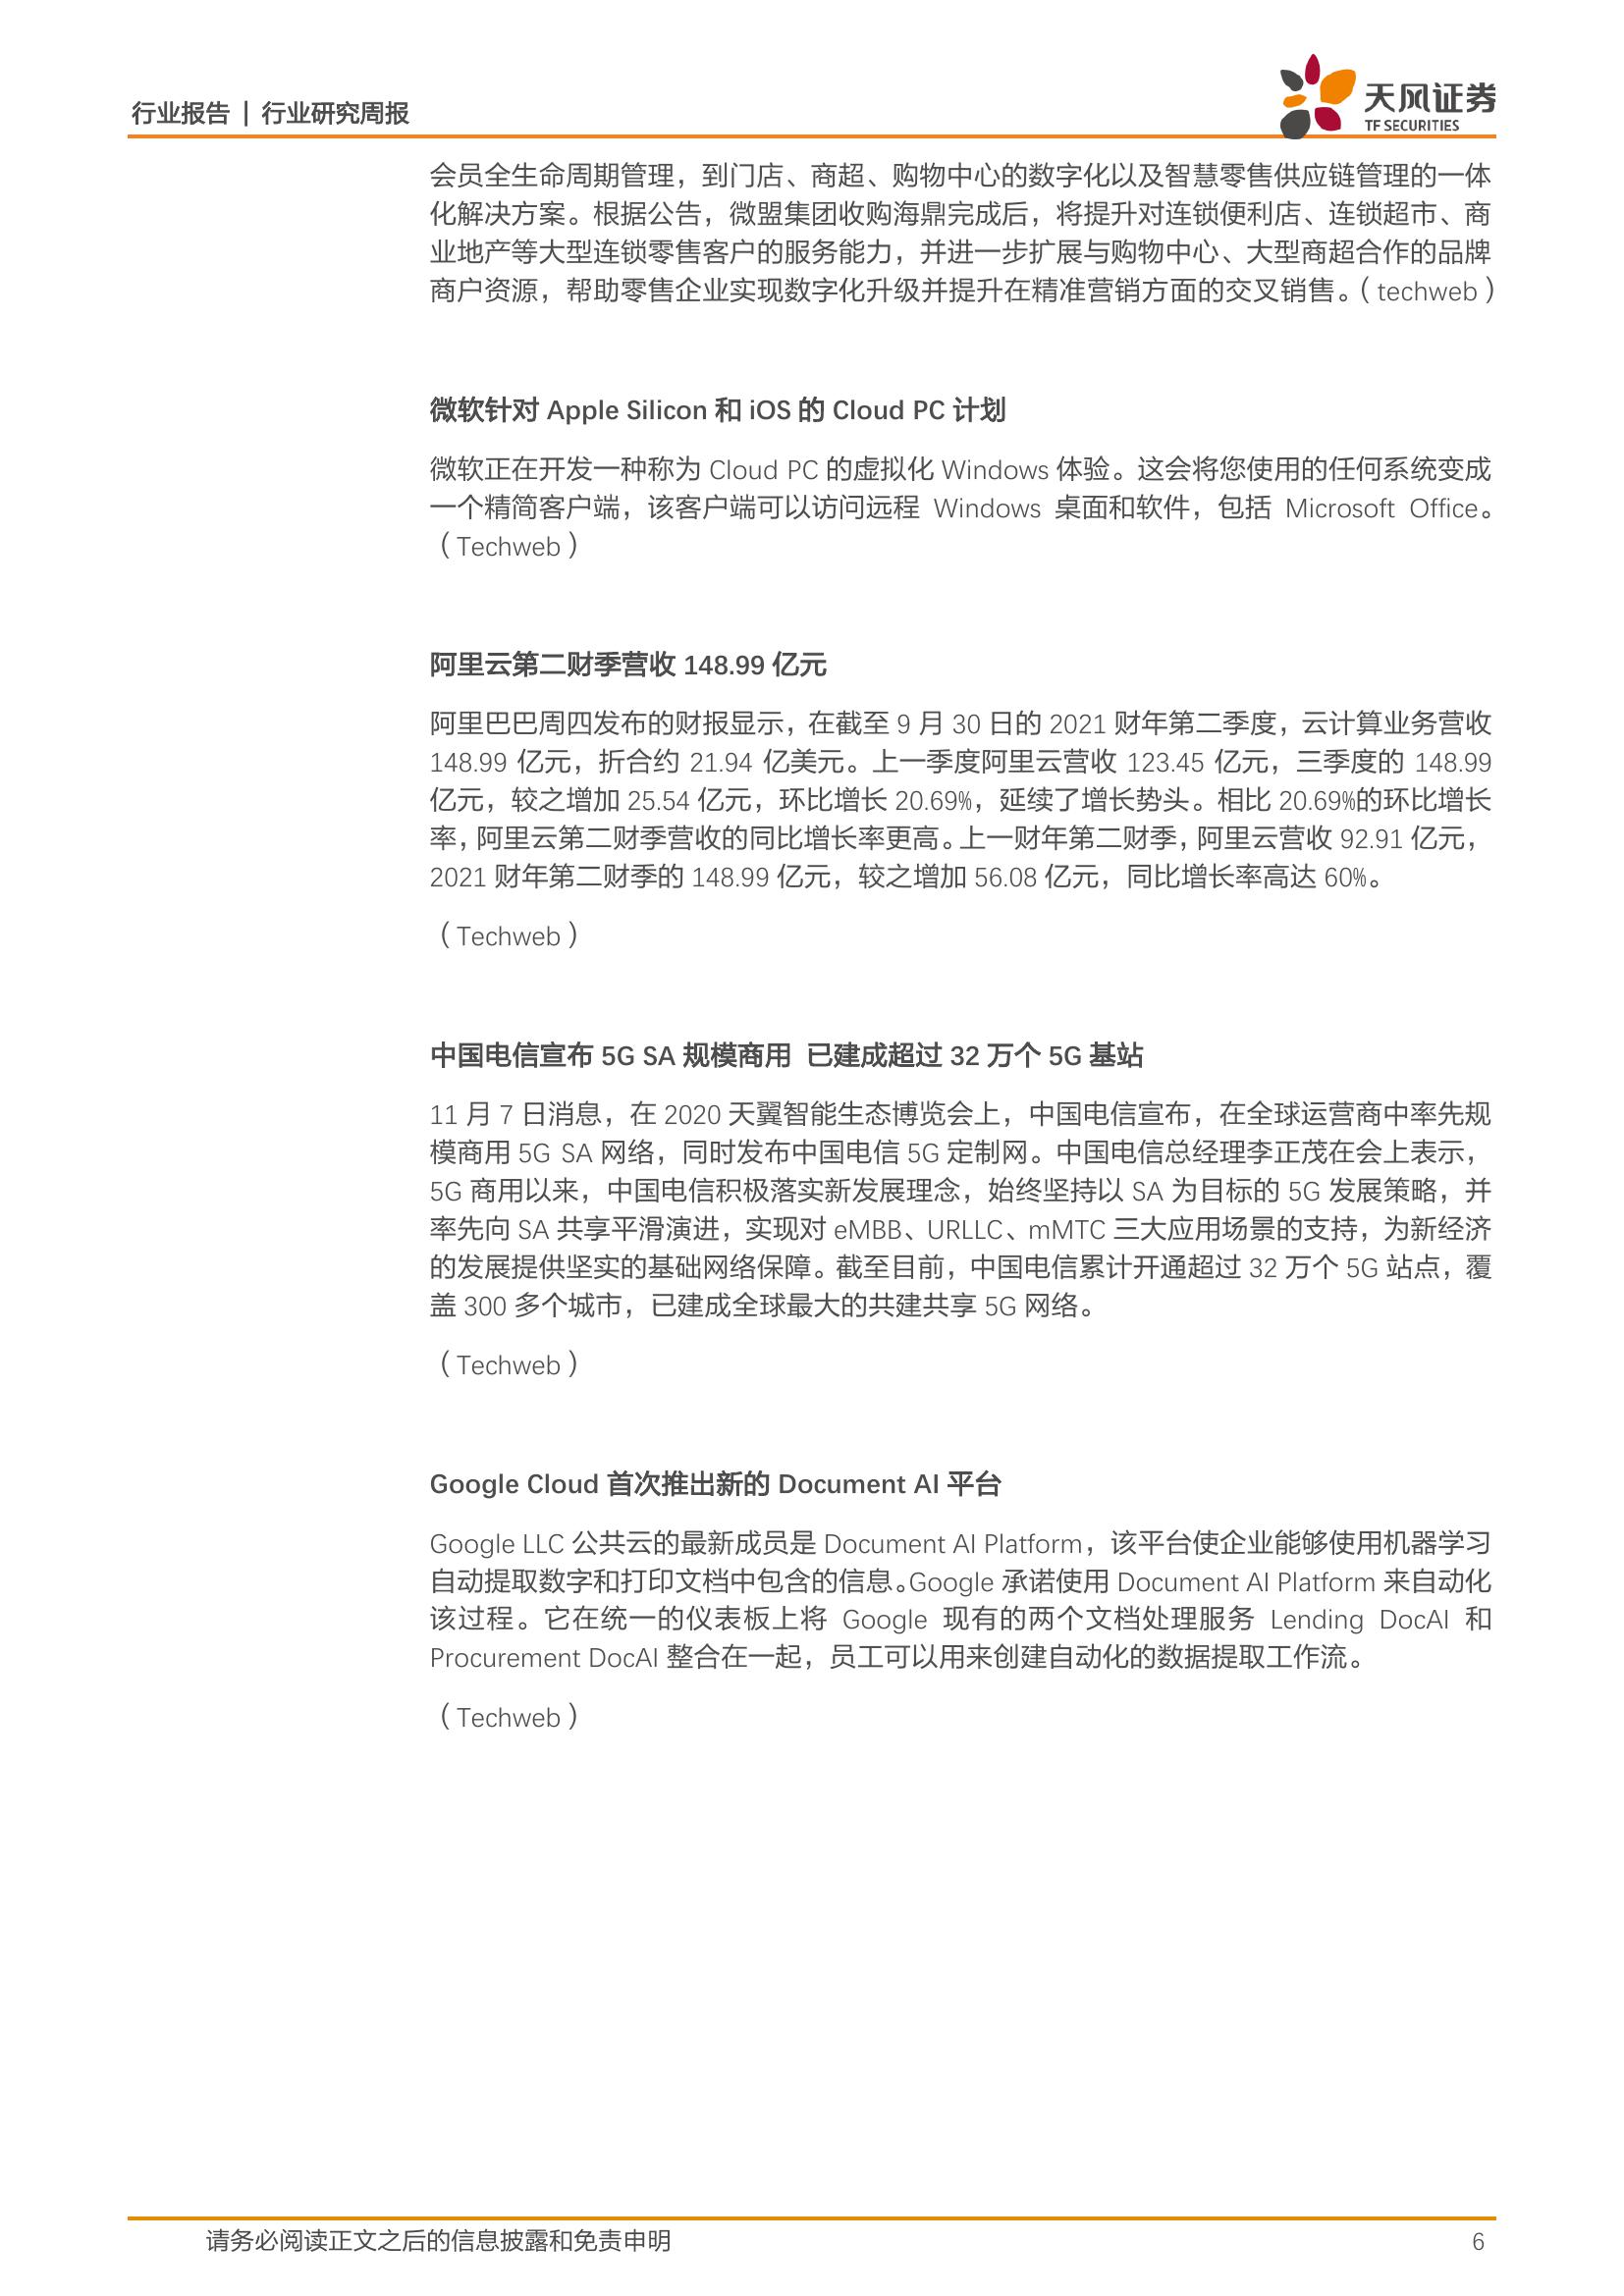 行业报告 | 行业研究周报
天风证券
TF SECURITIES
会员全生命周期管理，到门店、商超、购物中心的数字化以及智慧零售供应链管理的一体
化解决方案。根据公告，微盟集团收购海鼎完成后，将提升对连锁便利店、连锁超市、商
业地产等大型连锁零售客户的服务能力，并进一步扩展与购物中心、大型商超合作的品牌
商户资源，帮助零售企业实现数字化升级并提升在精准营销方面的交叉销售。（techweb）
微软针对 Apple Silicon 和 iOS 的 Cloud PC 计划
微软正在开发一种称为 Cloud PC 的虚拟化 Windows 体验。这会将您使用的任何系统变成
一个精简客户端，该客户端可以访问远程 Windows 桌面和软件，包括 Microsoft Office。
（Techweb）
阿里云第二财季营收 148.99 亿元
阿里巴巴周四发布的财报显示，在截至 9 月 30 日的 2021 财年第二季度，云计算业务营收
148.99 亿元，折合约 21.94 亿美元。上一季度阿里云营收 123.45 亿元，三季度的 148.99
亿元，较之增加 25.54 亿元，环比增长 20.69%，延续了增长势头。相比 20.69%的环比增长
率，阿里云第二财季营收的同比增长率更高。上一财年第二财季，阿里云营收 92.91 亿元，
2021 财年第二财季的 148.99 亿元，较之增加 56.08 亿元，同比增长率高达 60%。
（Techweb）
中国电信宣布 5G SA 规模商用 已建成超过 32 万个 5G 基站
11 月 7 日消息，在 2020 天翼智能生态博览会上，中国电信宣布，在全球运营商中率先规
模商用 5G SA 网络，同时发布中国电信 5G 定制网。中国电信总经理李正茂在会上表示，
5G 商用以来，中国电信积极落实新发展理念，始终坚持以 SA 为目标的 5G 发展策略，并
率先向 SA 共享平滑演进，实现对 eMBB、URLLC、mMTC 三大应用场景的支持，为新经济
的发展提供坚实的基础网络保障。截至目前，中国电信累计开通超过 32 万个 5G 站点，覆
盖 300 多个城市，已建成全球最大的共建共享 5G 网络。
（Techweb）
Google Cloud 首次推出新的 Document AI 平台
Google LLC 公共云的最新成员是 Document AI Platform，该平台使企业能够使用机器学习
自动提取数字和打印文档中包含的信息。Google 承诺使用 Document AI Platform 来自动化
该过程。它在统一的仪表板上将 Google 现有的两个文档处理服务 Lending DocAI 和
Procurement DocAI 整合在一起，员工可以用来创建自动化的数据提取工作流。
（Techweb）
请务必阅读正文之后的信息披露和免责申明
6